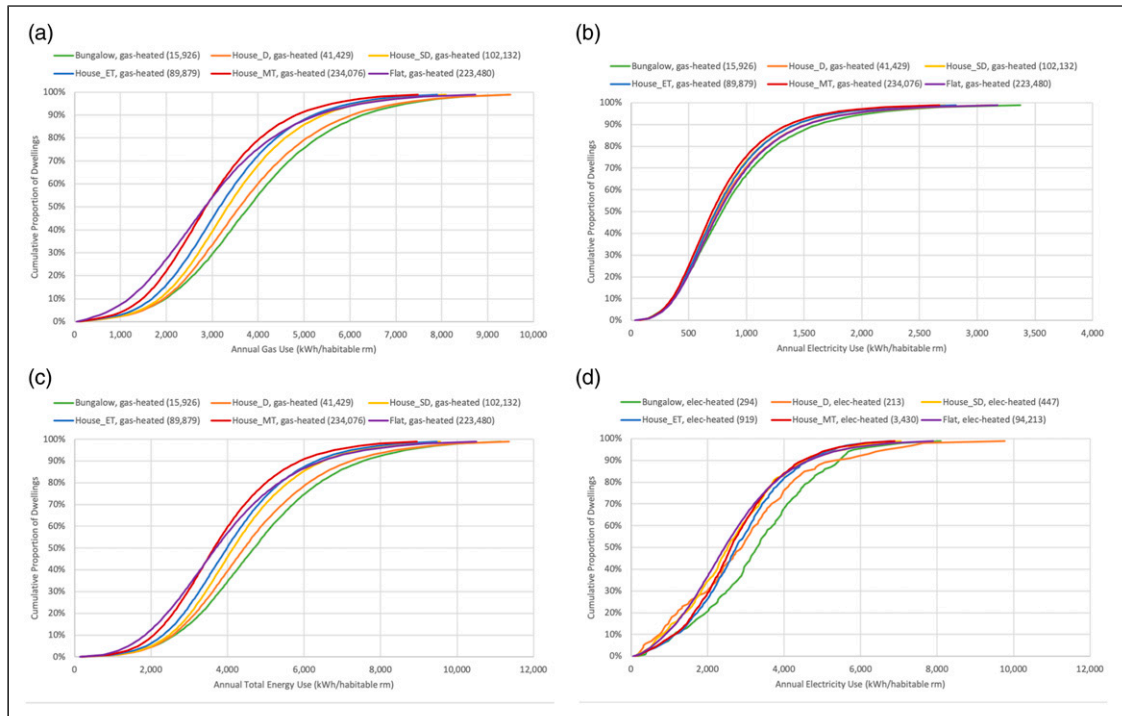 (a)
Bungalow, gas-heated (15,926) House_D, gas-heated (41,429) House_SD, gas-heated (102,132)
House_ET, gas-heated (89,879) House_MT, gas-heated (234,076) Flat, gas-heated (223,480)
100%
90%
80%
70%
60%
50%
40%
30%
20%
10%
0%
Cumulative Proportion of Dwellings
0 1,000 2,000 3,000 4,000 5,000 6,000 7,000 8,000 9,000 10,000
Annual Gas Use (kWh/habitable rm)
(b)
Bungalow, gas-heated (15,926) House_D, gas-heated (41,429) House_SD, gas-heated (102,132)
House_ET, gas-heated (89,879) House_MT, gas-heated (234,076) Flat, gas-heated (223,480)
100%
90%
80%
70%
60%
50%
40%
30%
20%
10%
0%
Cumulative Proportion of Dwellings
0 500 1,000 1,500 2,000 2,500 3,000 3,500 4,000
Annual Electricity Use (kWh/habitable rm)
(c)
Bungalow, gas-heated (15,926) House_D, gas-heated (41,429) House_SD, gas-heated (102,132)
House_ET, gas-heated (89,879) House_MT, gas-heated (234,076) Flat, gas-heated (223,480)
100%
90%
80%
70%
60%
50%
40%
30%
20%
10%
0%
Cumulative Proportion of Dwellings
0 2,000 4,000 6,000 8,000 10,000 12,000
Annual Total Energy Use (kWh/habitable rm)
(d)
Bungalow, elec-heated (294) House_D, elec-heated (213) House_SD, elec-heated (447)
House_ET, elec-heated (919) House_MT, elec-heated (3,430) Flat, elec-heated (94,213)
100%
90%
80%
70%
60%
50%
40%
30%
20%
10%
0%
Cumulative Proportion of Dwellings
0 2,000 4,000 6,000 8,000 10,000 12,000
Annual Electricity Use (kWh/habitable rm)